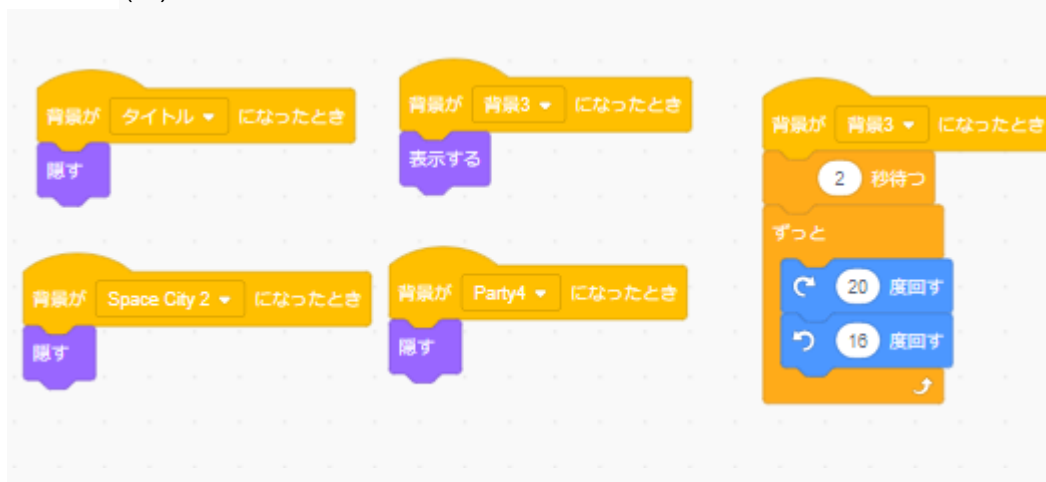 背景が タイトル になったとき
隠す
背景が 背景3 になったとき
表示する
背景が 背景3 になったとき
2 秒待つ
ずっと
20 度回す
16 度回す
背景が Space City 2 になったとき
隠す
背景が Party4 になったとき
隠す